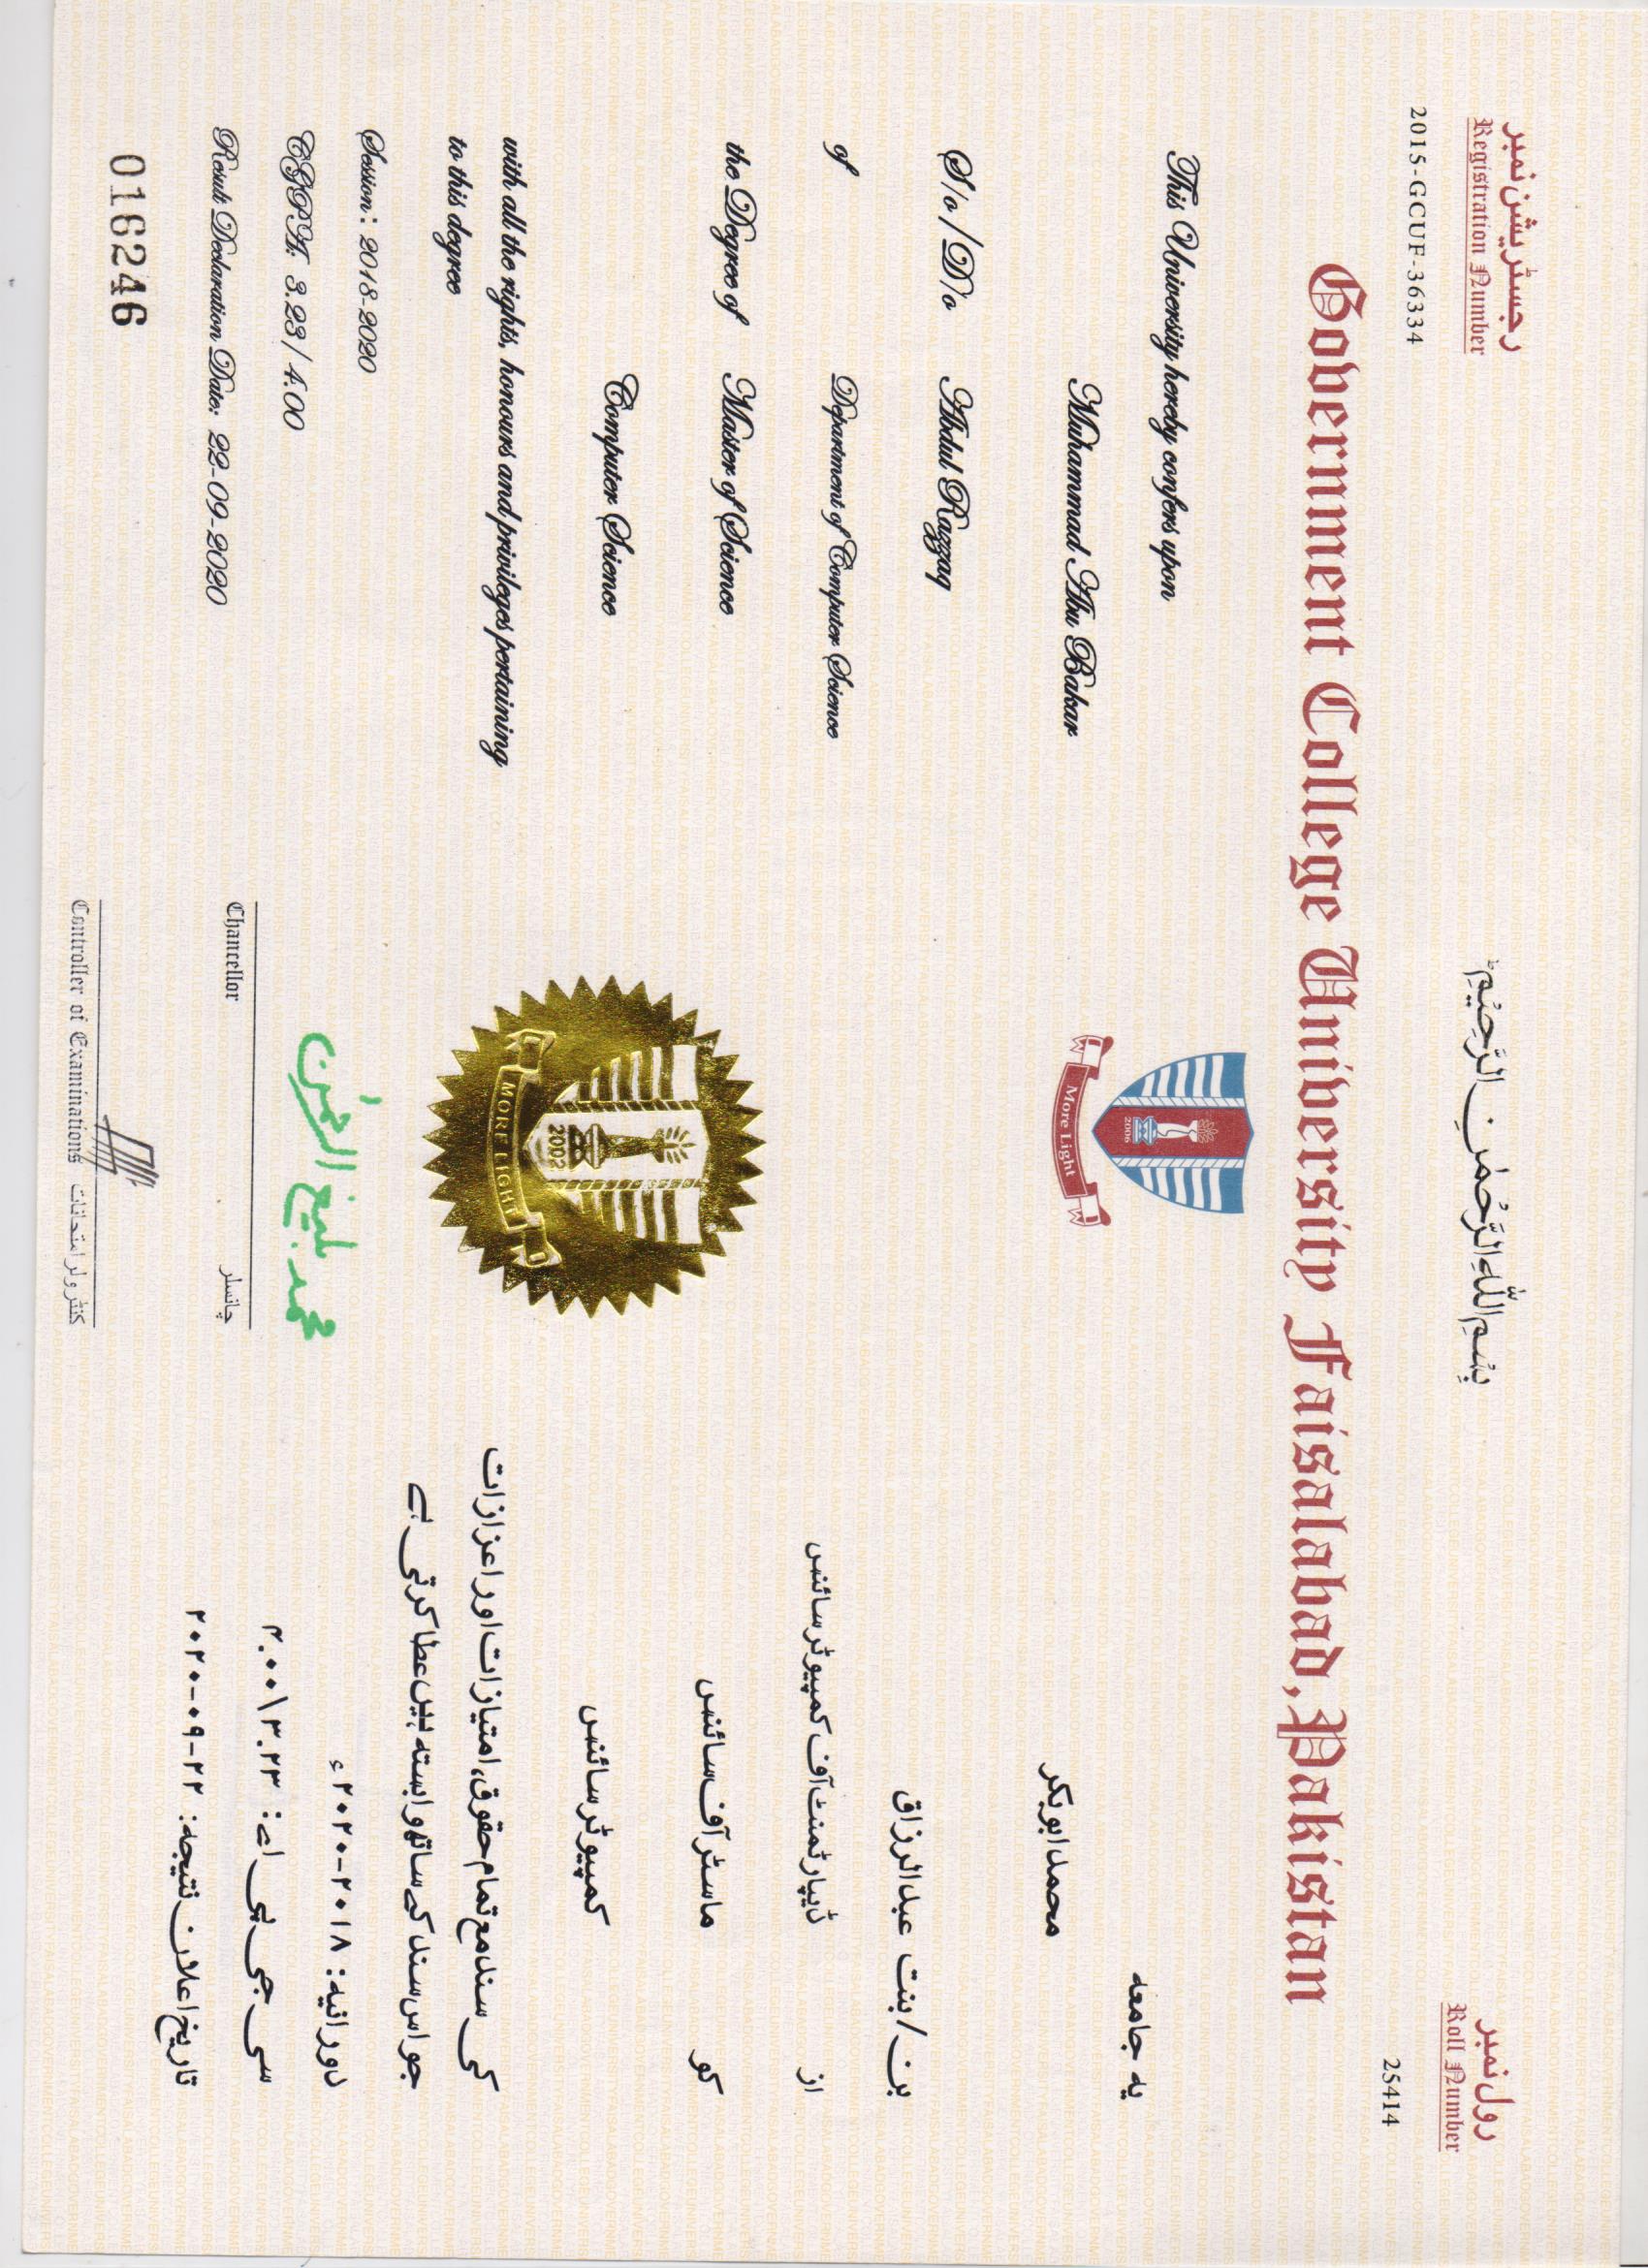 رجسٹریشن نمبر
Registration Number
2015-GCUF-36334
بِسْمِ اللّٰهِ الرَّحْمٰنِ الرَّحِيْمِ
رول نمبر
Roll Number
25414
Government College University Faisalabad, Pakistan
2006
More Light
This University hereby confers upon
Muhammad Abu Bakar
S/o / D/o Abdul Razzaq
of Department of Computer Science
the Degree of Master of Science
Computer Science
with all the rights, honours and privileges pertaining
to this degree
Session: 2018-2020
CGPA: 3.23/4.00
Result Declaration Date: 22-09-2020
016246
یہ جامعہ
محمد ابوبکر
بن / بنت عبدالرزاق
از ڈیپارٹمنٹ آف کمپیوٹر سائنس
کو ماسٹر آف سائنس
کمپیوٹر سائنس
کی سند مع تمام حقوق، امتیازات اور اعزازات
جو اس سند کے ساتھ وابستہ ہیں عطا کرتی ہے
دورانیہ: ۲۰۱۸-۲۰۲۰ء
سی جی پی اے: ۳.۲۳\۴.۰۰
تاریخ اعلان نتیجہ: ۲۲-۰۹-۲۰۲۰
2002
MORE LIGHT
محمد بلیغ الرحمٰن
Chancellor چانسلر
Controller of Examinations کنٹرولر امتحانات